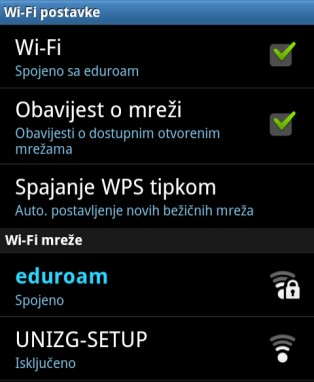 Wi-Fi postavke
Wi-Fi
Spojeno sa eduroam
Obavijest o mreži
Obavijesti o dostupnim otvorenim
mrežama
Spajanje WPS tipkom
Auto. postavljenje novih bežičnih mreža
Wi-Fi mreže
eduroam
Spojeno
UNIZG-SETUP
Isključeno